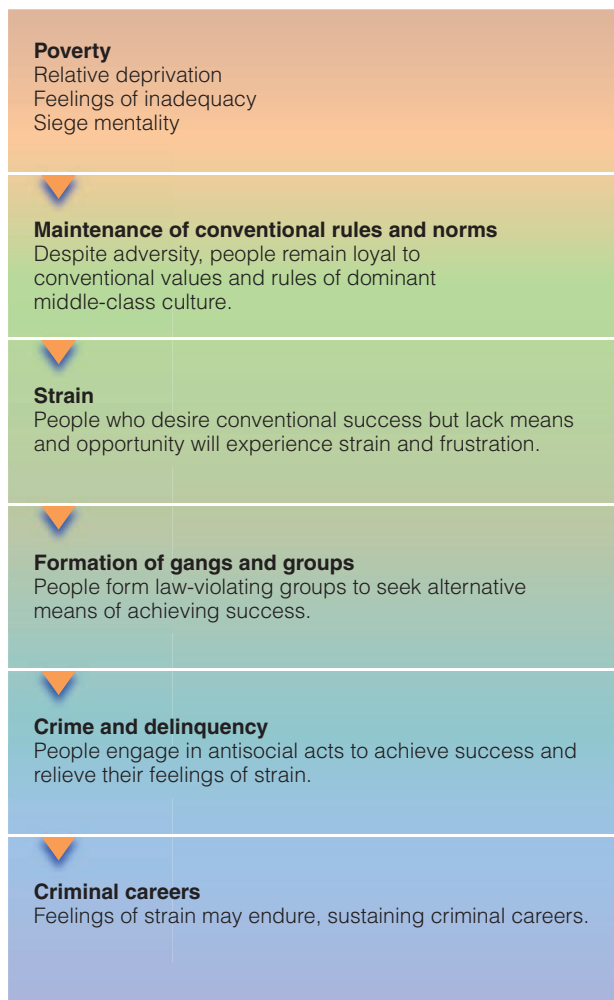 Poverty
Relative deprivation
Feelings of inadequacy
Siege mentality
Maintenance of conventional rules and norms
Despite adversity, people remain loyal to
conventional values and rules of dominant
middle-class culture.
Strain
People who desire conventional success but lack means
and opportunity will experience strain and frustration.
Formation of gangs and groups
People form law-violating groups to seek alternative
means of achieving success.
Crime and delinquency
People engage in antisocial acts to achieve success and
relieve their feelings of strain.
Criminal careers
Feelings of strain may endure, sustaining criminal careers.